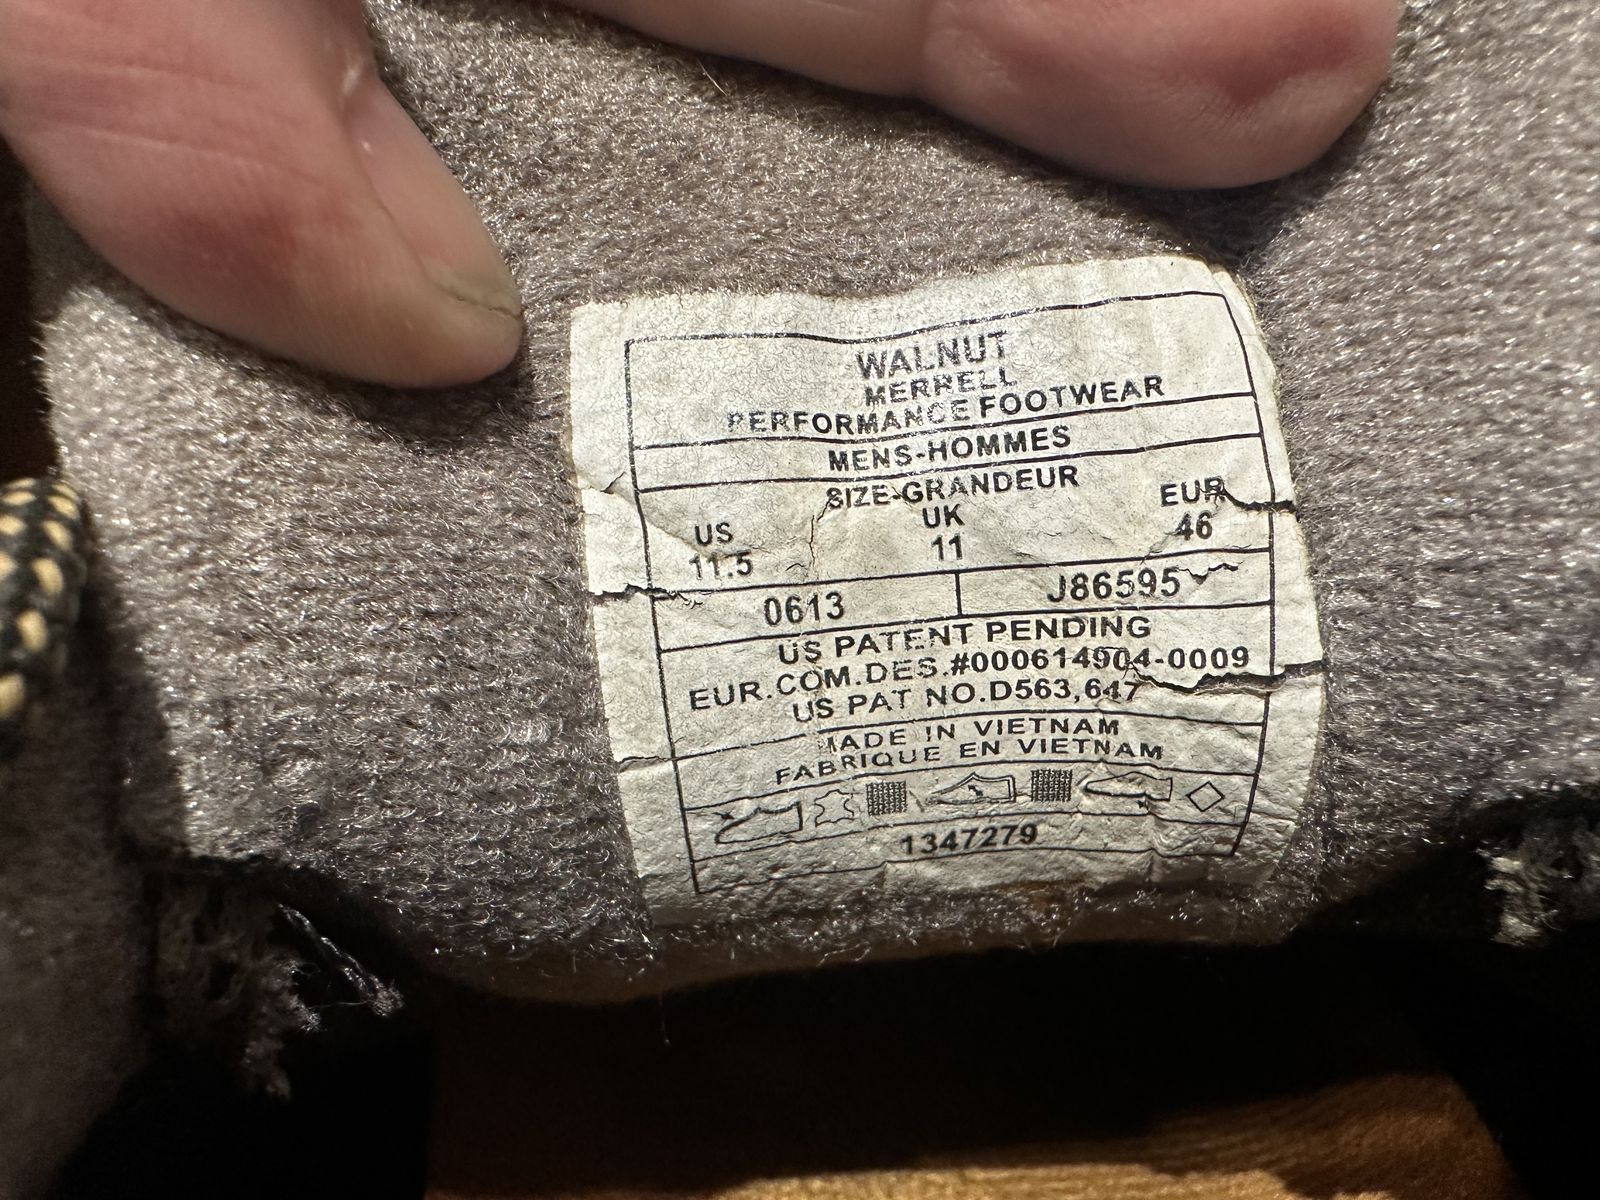 WALNUT
MERRELL
PERFORMANCE FOOTWEAR
MENS-HOMMES
SIZE-GRANDEUR
US UK EUR
11.5 11 46
0613 J86595
US PATENT PENDING
EUR.COM.DES.#000614904-0009
US PAT NO.D563,647
MADE IN VIETNAM
FABRIQUE EN VIETNAM
1347279